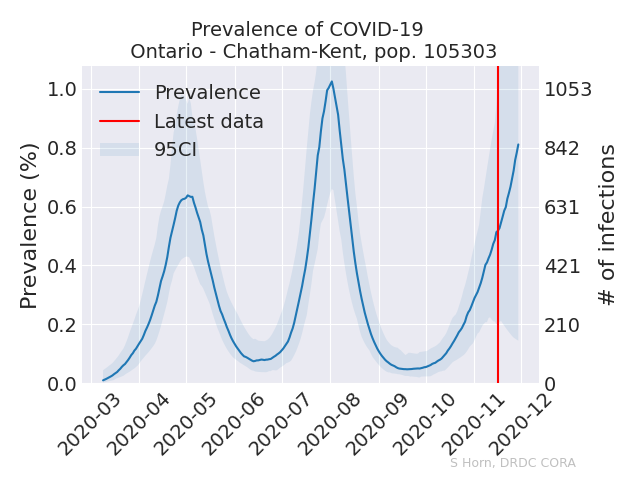 Prevalence of COVID-19
Ontario - Chatham-Kent, pop. 105303
Prevalence
Latest data
95CI
Prevalence (%)
1.0
0.8
0.6
0.4
0.2
0.0
1053
842
631
421
210
0
# of infections
2020-03
2020-04
2020-05
2020-06
2020-07
2020-08
2020-09
2020-10
2020-11
2020-12
S Horn, DRDC CORA